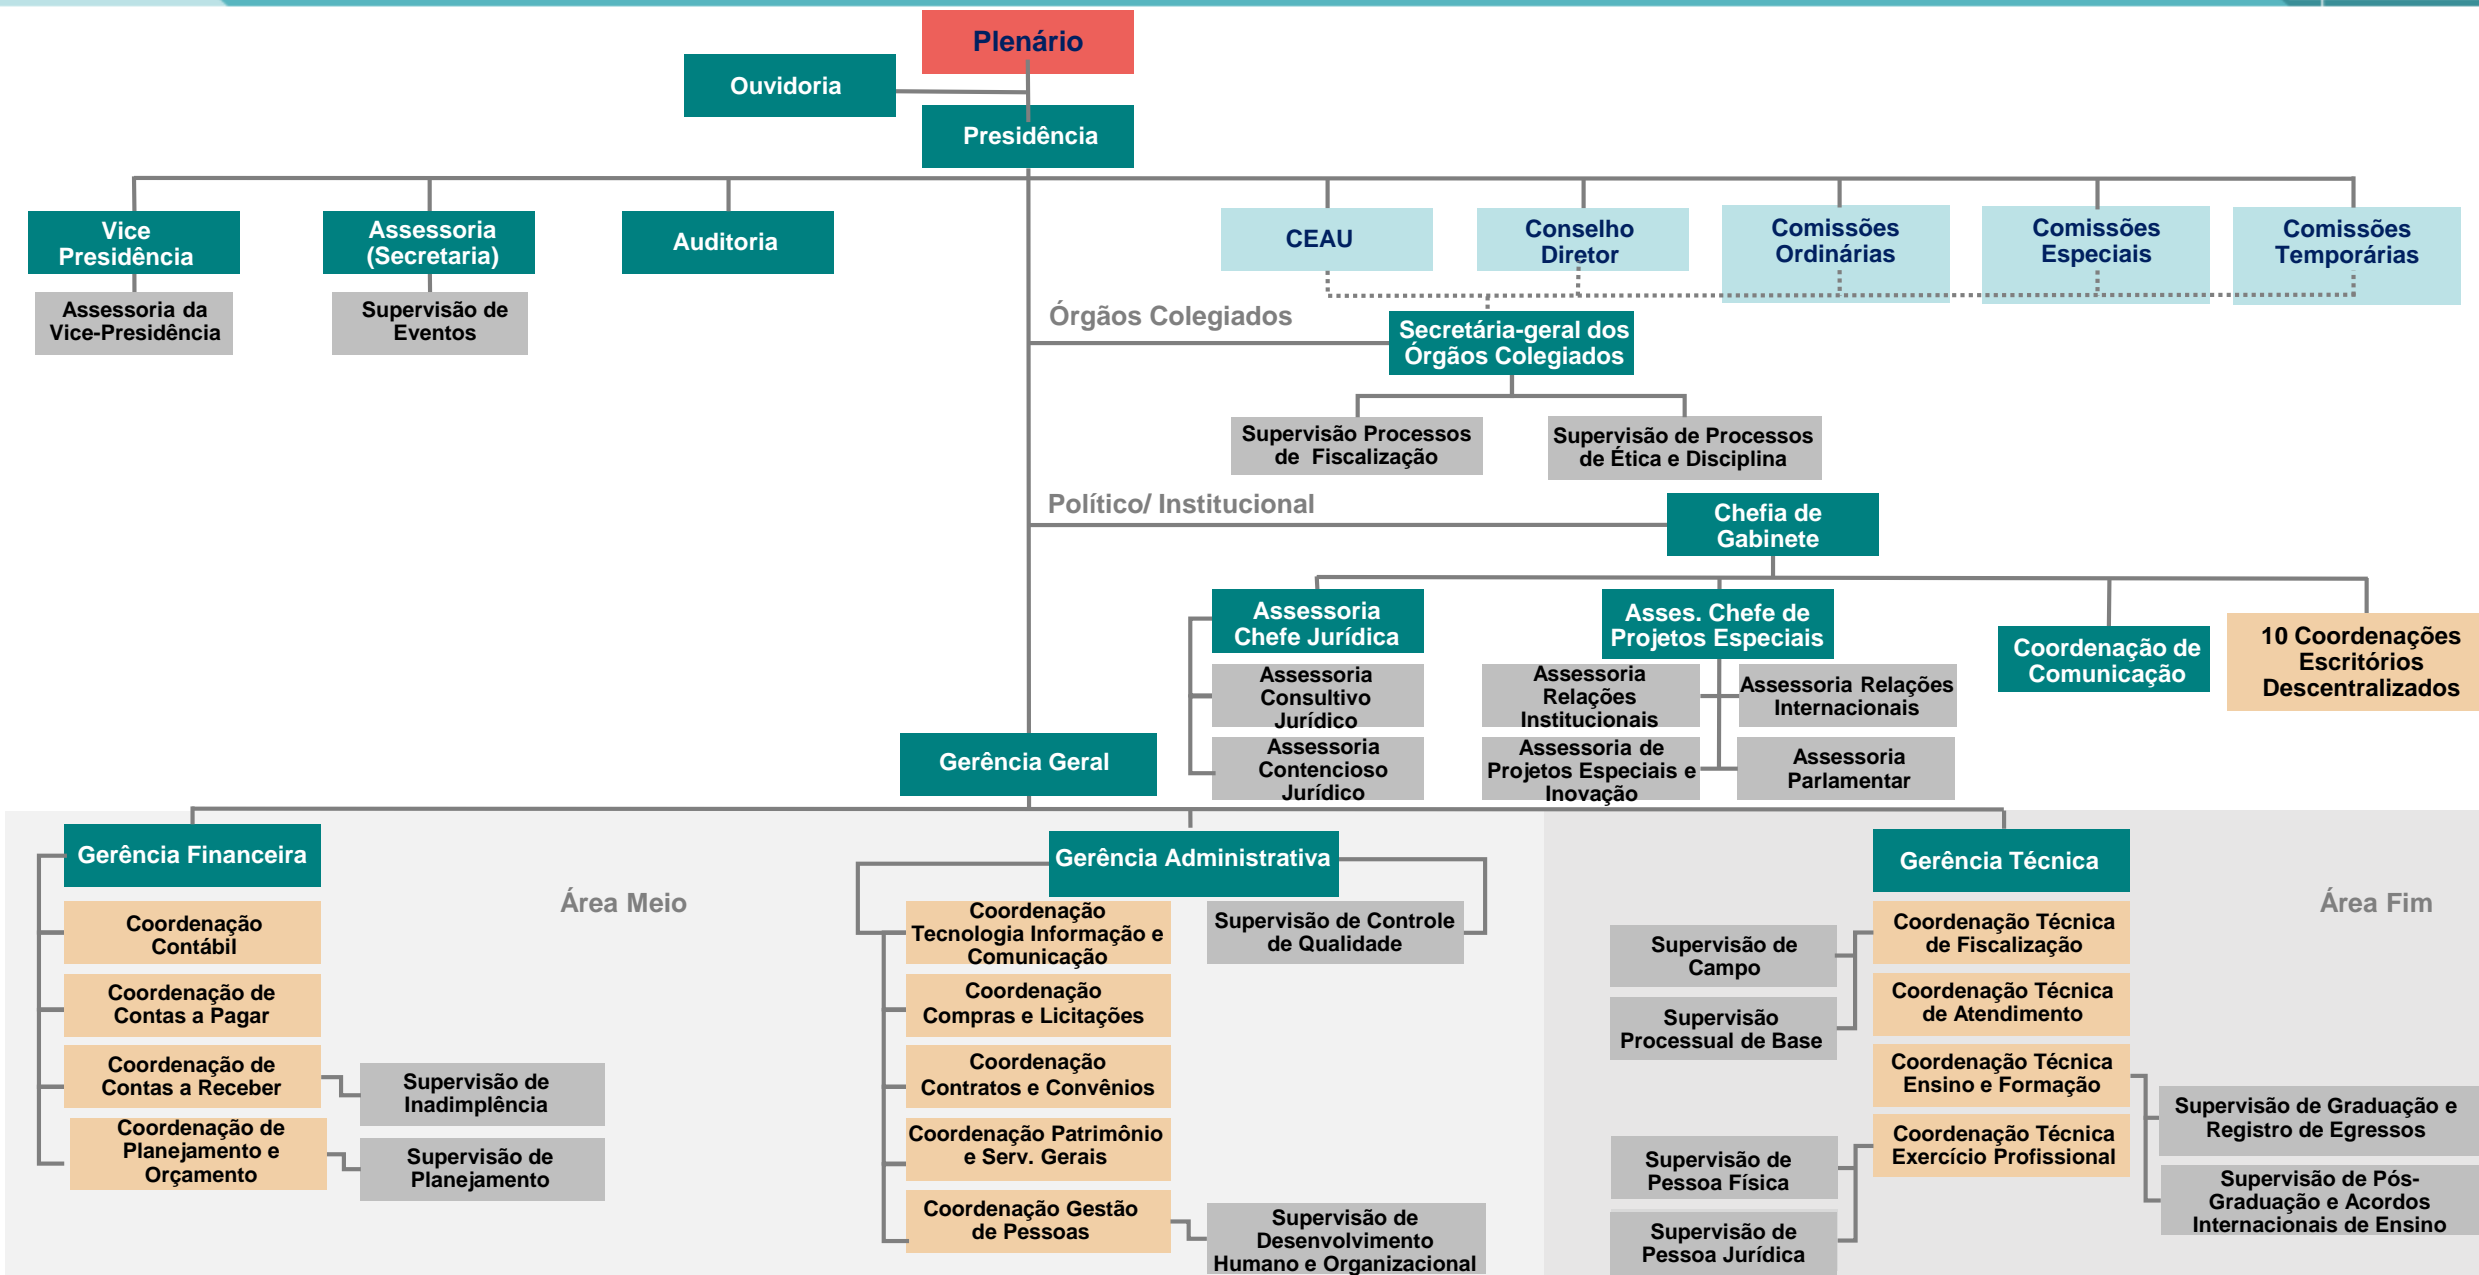 Plenário
Ouvidoria
Presidência
Vice
Presidência
Assessoria
(Secretaria)
Auditoria
CEAU
Conselho
Diretor
Comissões
Ordinárias
Comissões
Especiais
Comissões
Temporárias
Assessoria da
Vice-Presidência
Supervisão de
Eventos
Órgãos Colegiados
Secretária-geral dos
Órgãos Colegiados
Supervisão Processos
de Fiscalização
Supervisão de Processos
de Ética e Disciplina
Político/ Institucional
Chefia de
Gabinete
Assessoria
Chefe Jurídica
Asses. Chefe de
Projetos Especiais
Coordenação de
Comunicação
10 Coordenações
Escritórios
Descentralizados
Assessoria
Consultivo
Jurídico
Assessoria
Relações
Institucionais
Assessoria Relações
Internacionais
Assessoria
Contencioso
Jurídico
Assessoria de
Projetos Especiais e
Inovação
Assessoria
Parlamentar
Gerência Geral
Gerência Financeira
Gerência Administrativa
Gerência Técnica
Área Meio
Área Fim
Coordenação
Contábil
Coordenação de
Contas a Pagar
Coordenação de
Contas a Receber
Supervisão de
Inadimplência
Coordenação de
Planejamento e
Orçamento
Supervisão de
Planejamento
Coordenação
Tecnologia Informação e
Comunicação
Supervisão de Controle
de Qualidade
Coordenação
Compras e Licitações
Coordenação
Contratos e Convênios
Coordenação Patrimônio
e Serv. Gerais
Coordenação Gestão
de Pessoas
Supervisão de
Desenvolvimento
Humano e Organizacional
Coordenação Técnica
de Fiscalização
Supervisão de
Campo
Supervisão
Processual de Base
Coordenação Técnica
de Atendimento
Coordenação Técnica
Ensino e Formação
Supervisão de Graduação e
Registro de Egressos
Supervisão de Pós-
Graduação e Acordos
Internacionais de Ensino
Coordenação Técnica
Exercício Profissional
Supervisão de
Pessoa Física
Supervisão de
Pessoa Jurídica